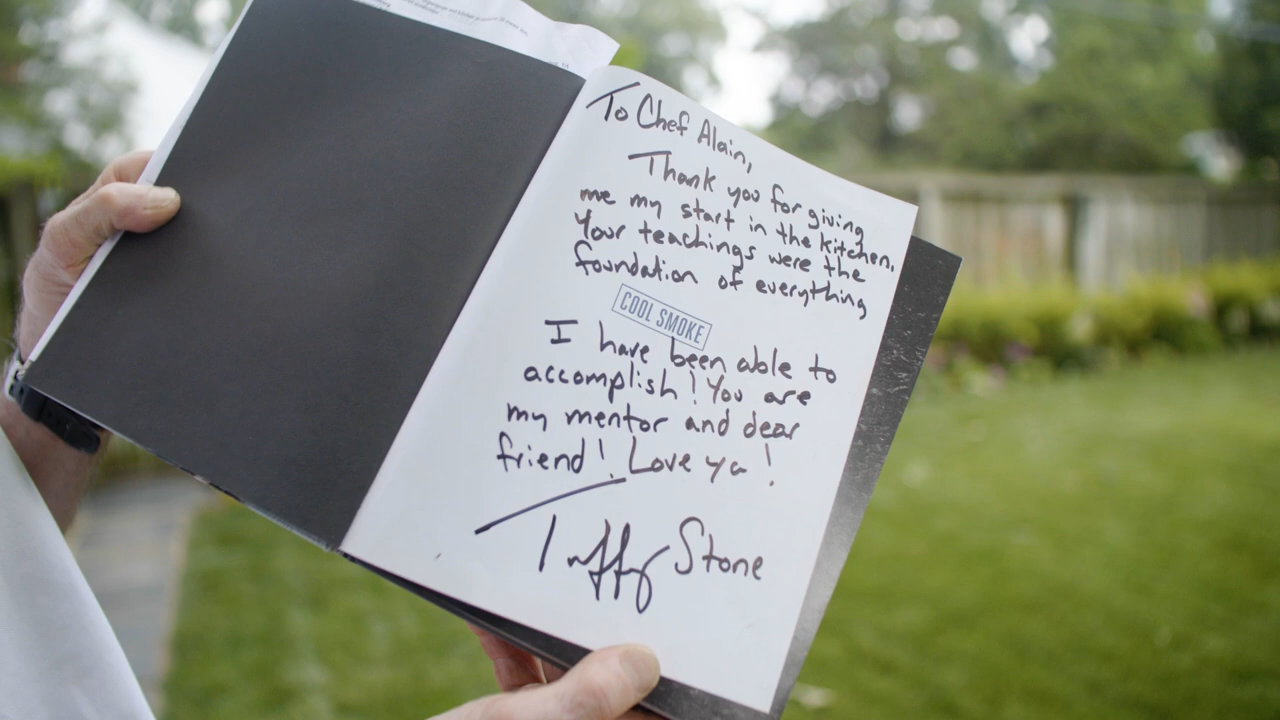 To Chef Alain,
Thank you for giving
me my start in the kitchen.
Your teachings were the
foundation of everything
COOL SMOKE
I have been able to
accomplish! You are
my mentor and dear
friend! Love ya!
Tuffy Stone